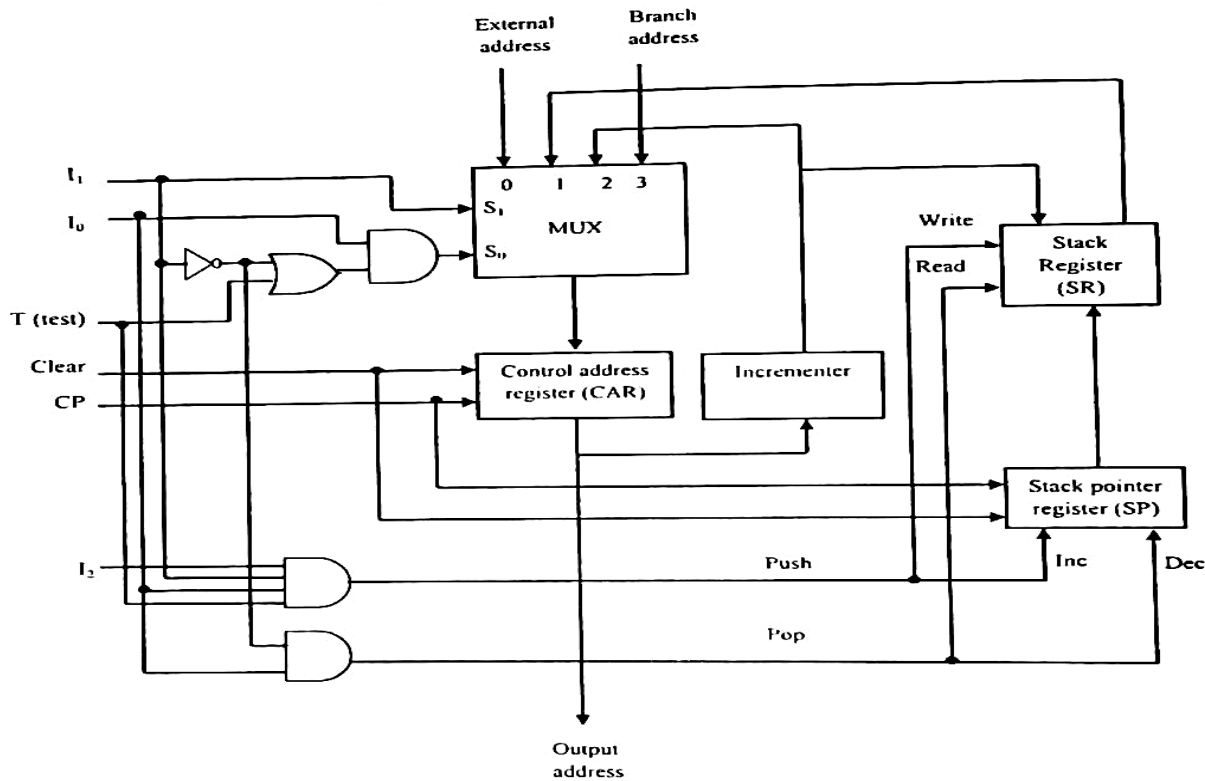 External
address
Branch
address
I₁
I₀
0 1 2 3
S₁
MUX
S₀
Write
Read
Stack
Register
(SR)
T (test)
Clear
CP
Control address
register (CAR)
Incrementer
Stack pointer
register (SP)
I₂
Push
Inc
Dec
Pop
Output
address